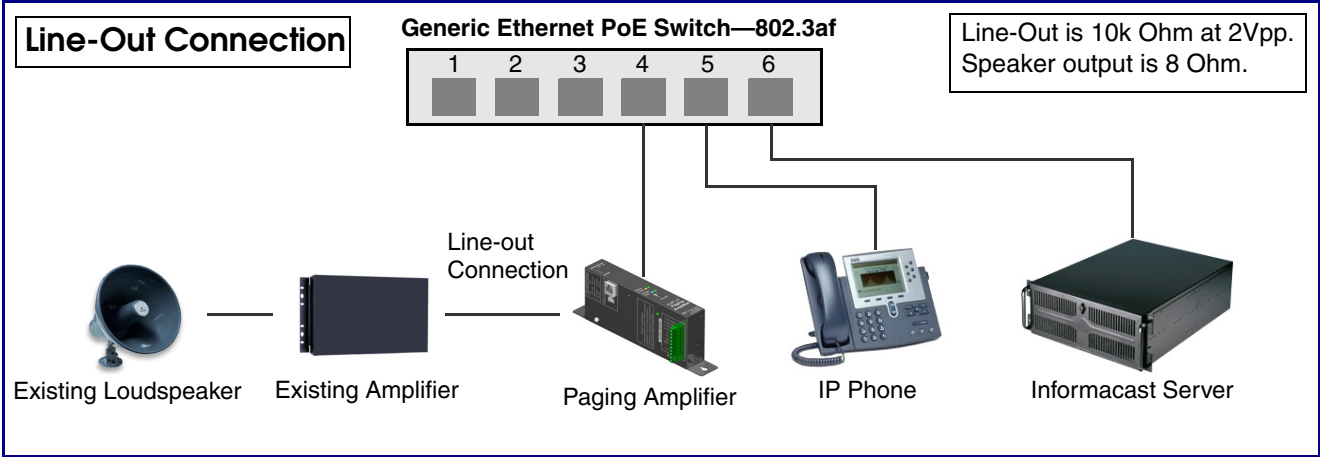 Line-Out Connection
Generic Ethernet PoE Switch—802.3af
1 2 3 4 5 6
Line-Out is 10k Ohm at 2Vpp.
Speaker output is 8 Ohm.
Line-out
Connection
Existing Loudspeaker
Existing Amplifier
Paging Amplifier
IP Phone
Informacast Server